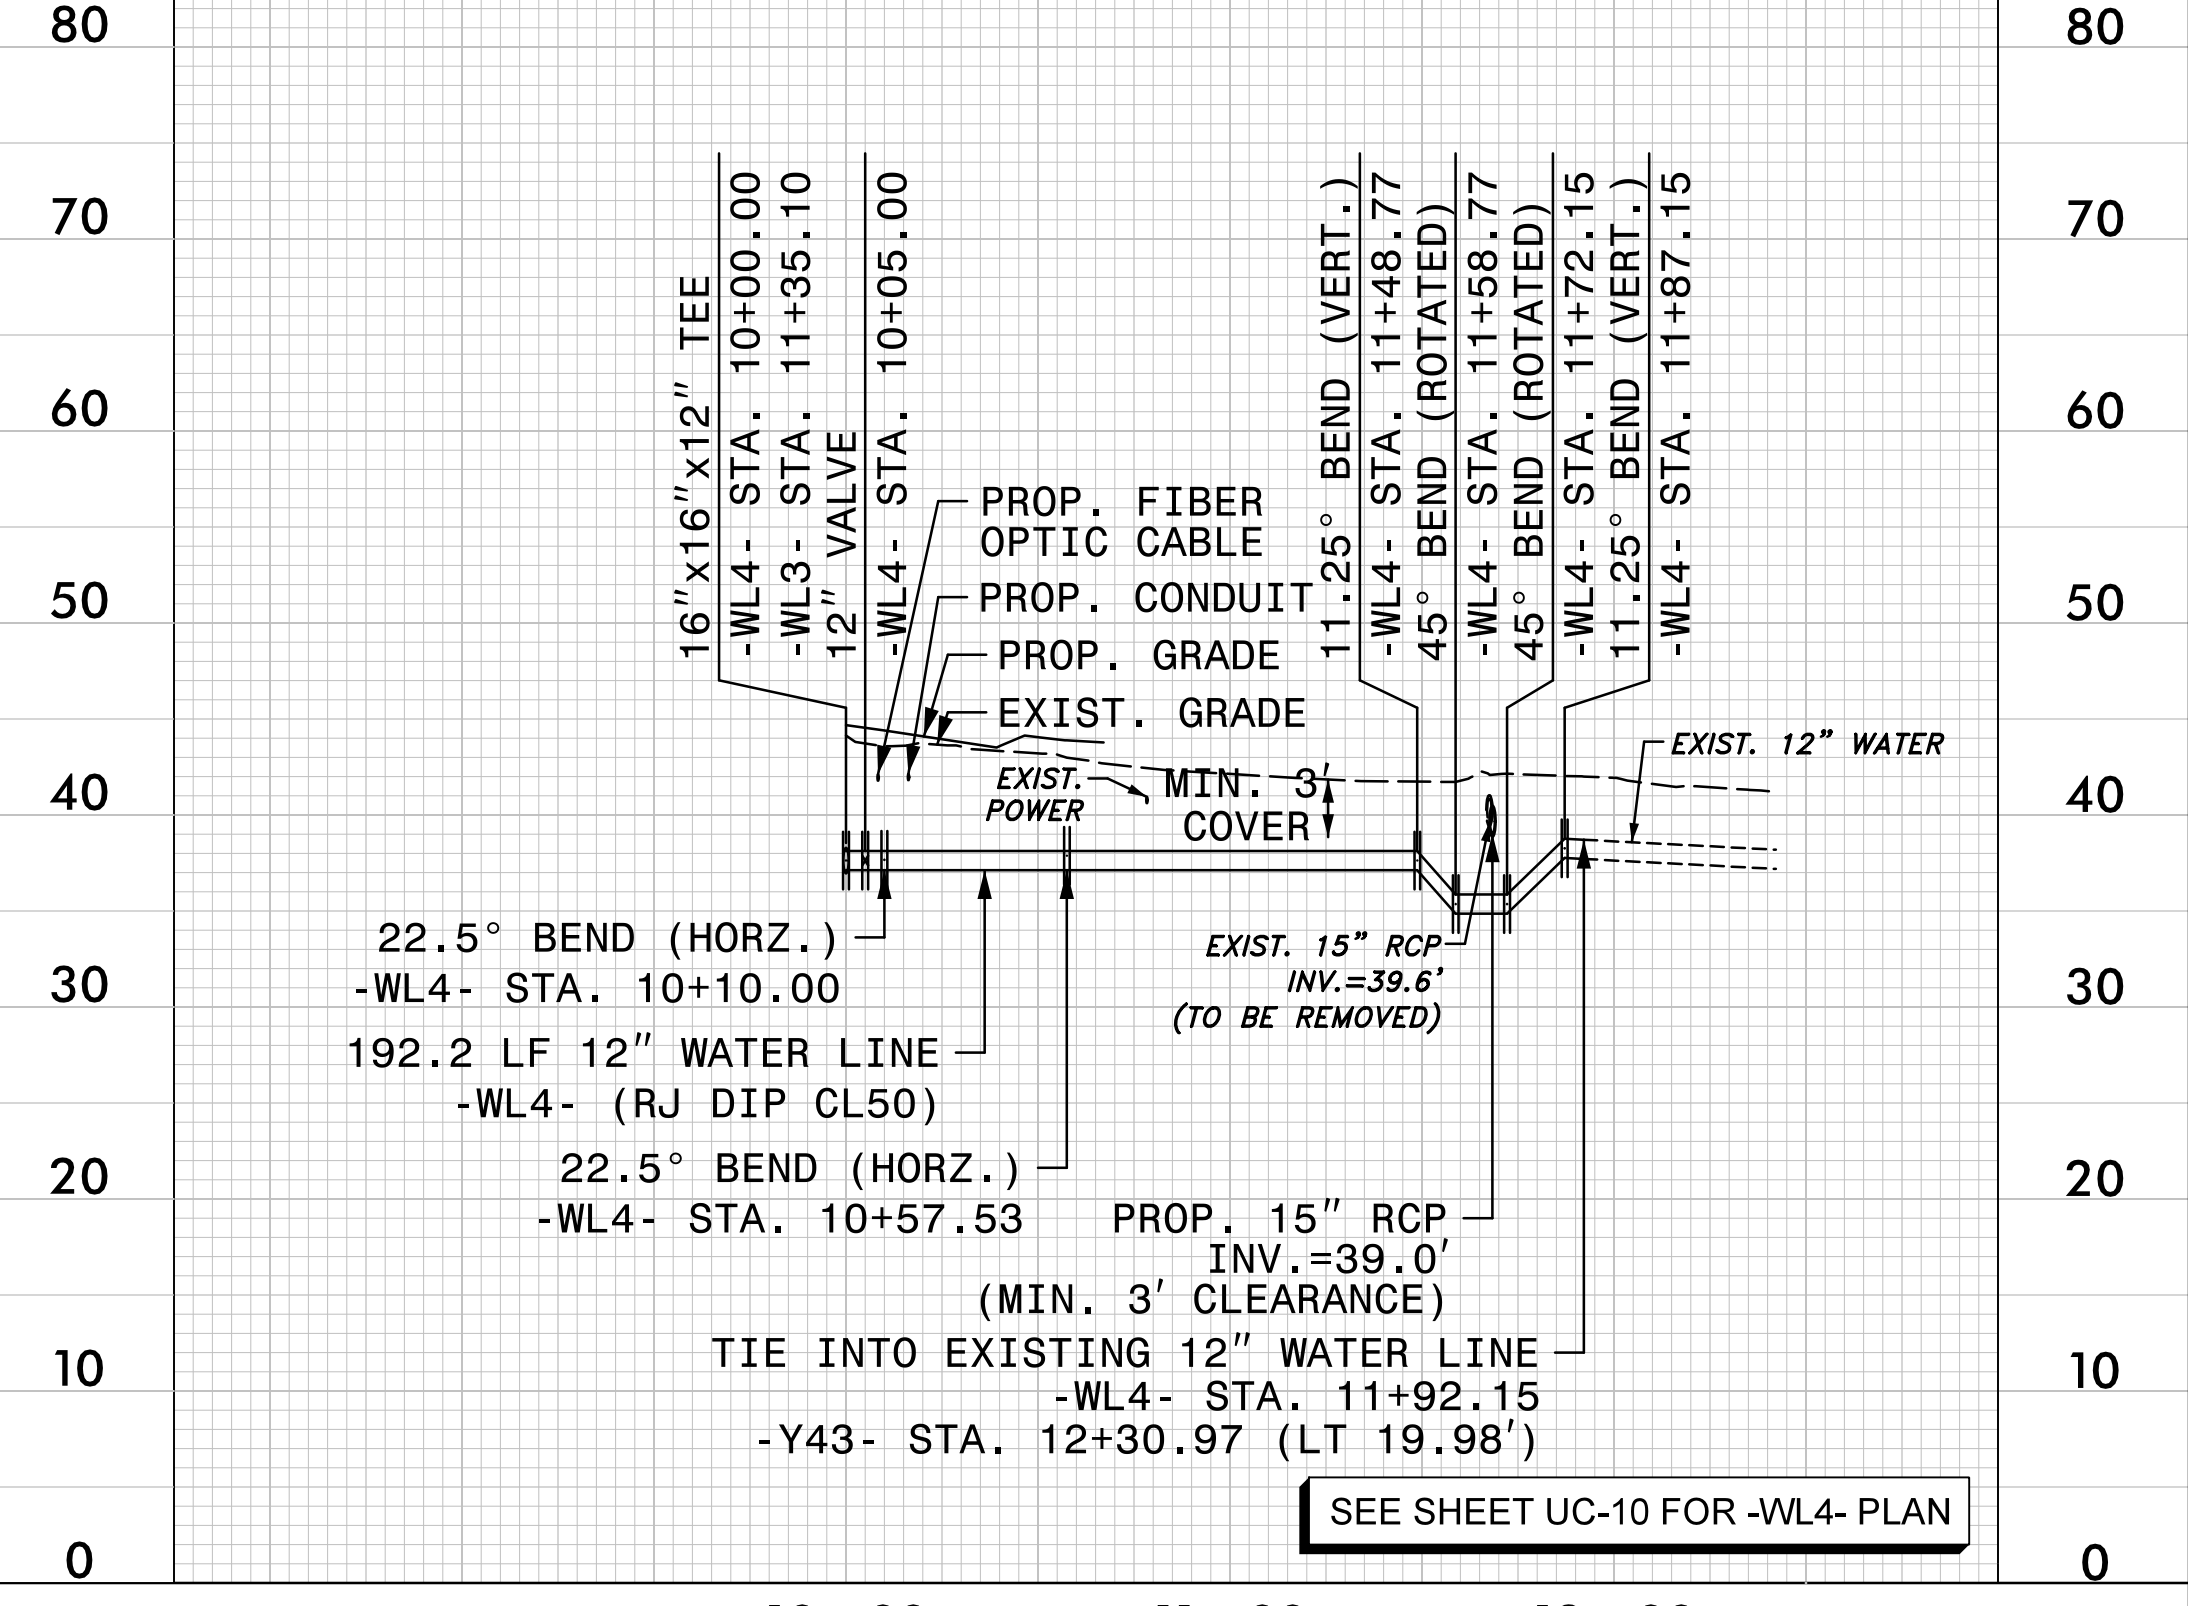 80
80
70
70
60
60
50
50
40
40
30
30
20
20
10
10
0
0
16"x16"x12" TEE
-WL4- STA. 10+00.00
-WL3- STA. 11+35.10
12" VALVE
-WL4- STA. 10+05.00
11.25° BEND (VERT.)
-WL4- STA. 11+48.77
45° BEND (ROTATED)
-WL4- STA. 11+58.77
45° BEND (ROTATED)
-WL4- STA. 11+72.15
11.25° BEND (VERT.)
-WL4- STA. 11+87.15
PROP. FIBER
OPTIC CABLE
PROP. CONDUIT
PROP. GRADE
EXIST. GRADE
EXIST. 12" WATER
EXIST.
POWER
MIN. 3'
COVER
22.5° BEND (HORZ.)
-WL4- STA. 10+10.00
EXIST. 15" RCP
INV.=39.6'
(TO BE REMOVED)
192.2 LF 12" WATER LINE
-WL4- (RJ DIP CL50)
22.5° BEND (HORZ.)
-WL4- STA. 10+57.53
PROP. 15" RCP
INV.=39.0'
(MIN. 3' CLEARANCE)
TIE INTO EXISTING 12" WATER LINE
-WL4- STA. 11+92.15
-Y43- STA. 12+30.97 (LT 19.98')
SEE SHEET UC-10 FOR -WL4- PLAN